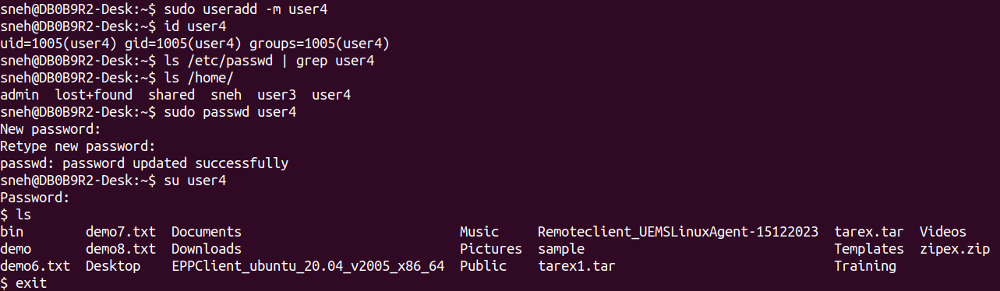 sneh@DB0B9R2-Desk:~$ sudo useradd -m user4
sneh@DB0B9R2-Desk:~$ id user4
uid=1005(user4) gid=1005(user4) groups=1005(user4)
sneh@DB0B9R2-Desk:~$ ls /etc/passwd | grep user4
sneh@DB0B9R2-Desk:~$ ls /home/
admin  lost+found  shared  sneh  user3  user4
sneh@DB0B9R2-Desk:~$ sudo passwd user4
New password:
Retype new password:
passwd: password updated successfully
sneh@DB0B9R2-Desk:~$ su user4
Password:
$ ls
bin        demo7.txt  Documents                            Music     Remoteclient_UEMSLinuxAgent-15122023  tarex.tar  Videos
demo       demo8.txt  Downloads                            Pictures  sample                                Templates  zipex.zip
demo6.txt  Desktop    EPPClient_ubuntu_20.04_v2005_x86_64  Public    tarex1.tar                            Training
$ exit